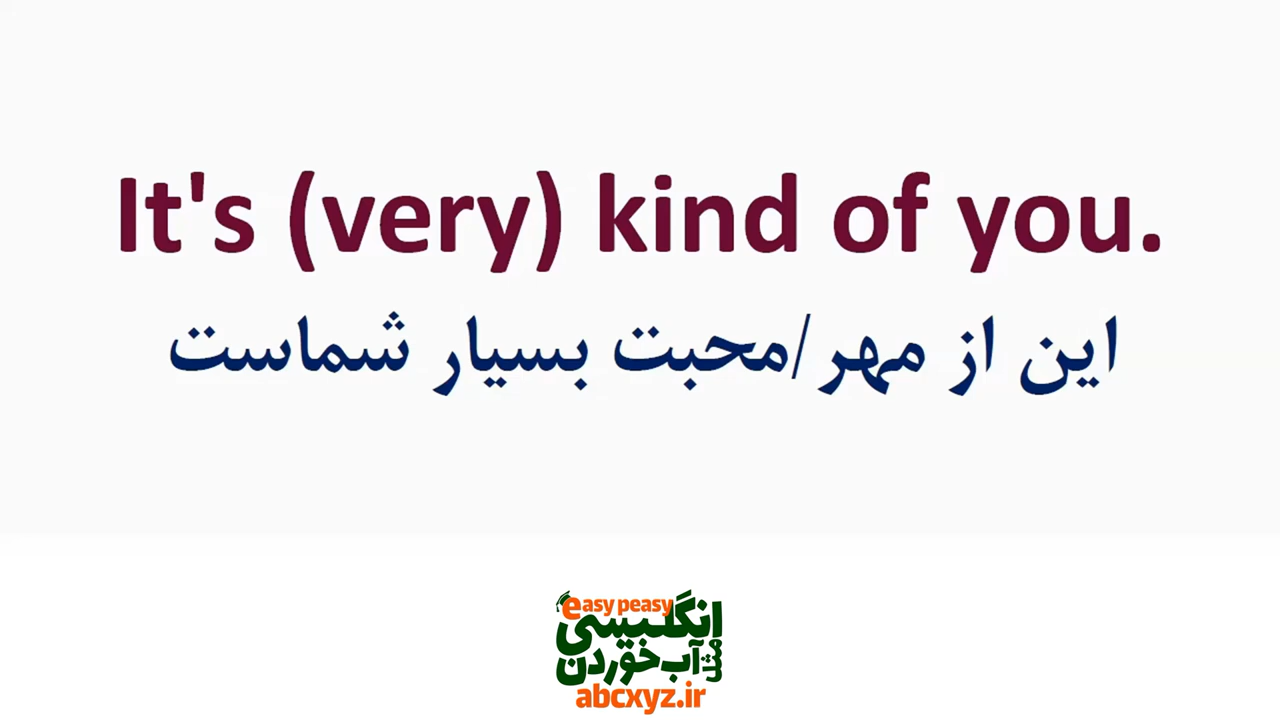 It's (very) kind of you.
این از مهر/محبت بسیار شماست
easy peasy
انگلیسی
مثل آب خوردن
abcxyz.ir